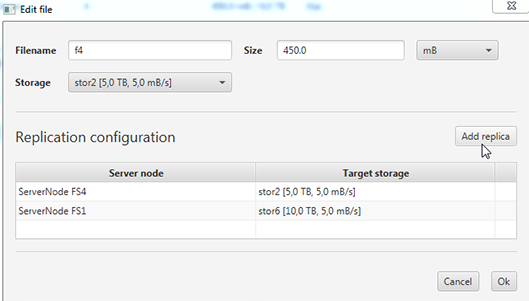 Edit file
Filename f4 Size 450.0 mB
Storage stor2 [5,0 TB, 5,0 mB/s]
Replication configuration Add replica
Server node Target storage
ServerNode FS4 stor2 [5,0 TB, 5,0 mB/s]
ServerNode FS1 stor6 [10,0 TB, 5,0 mB/s]
Cancel Ok